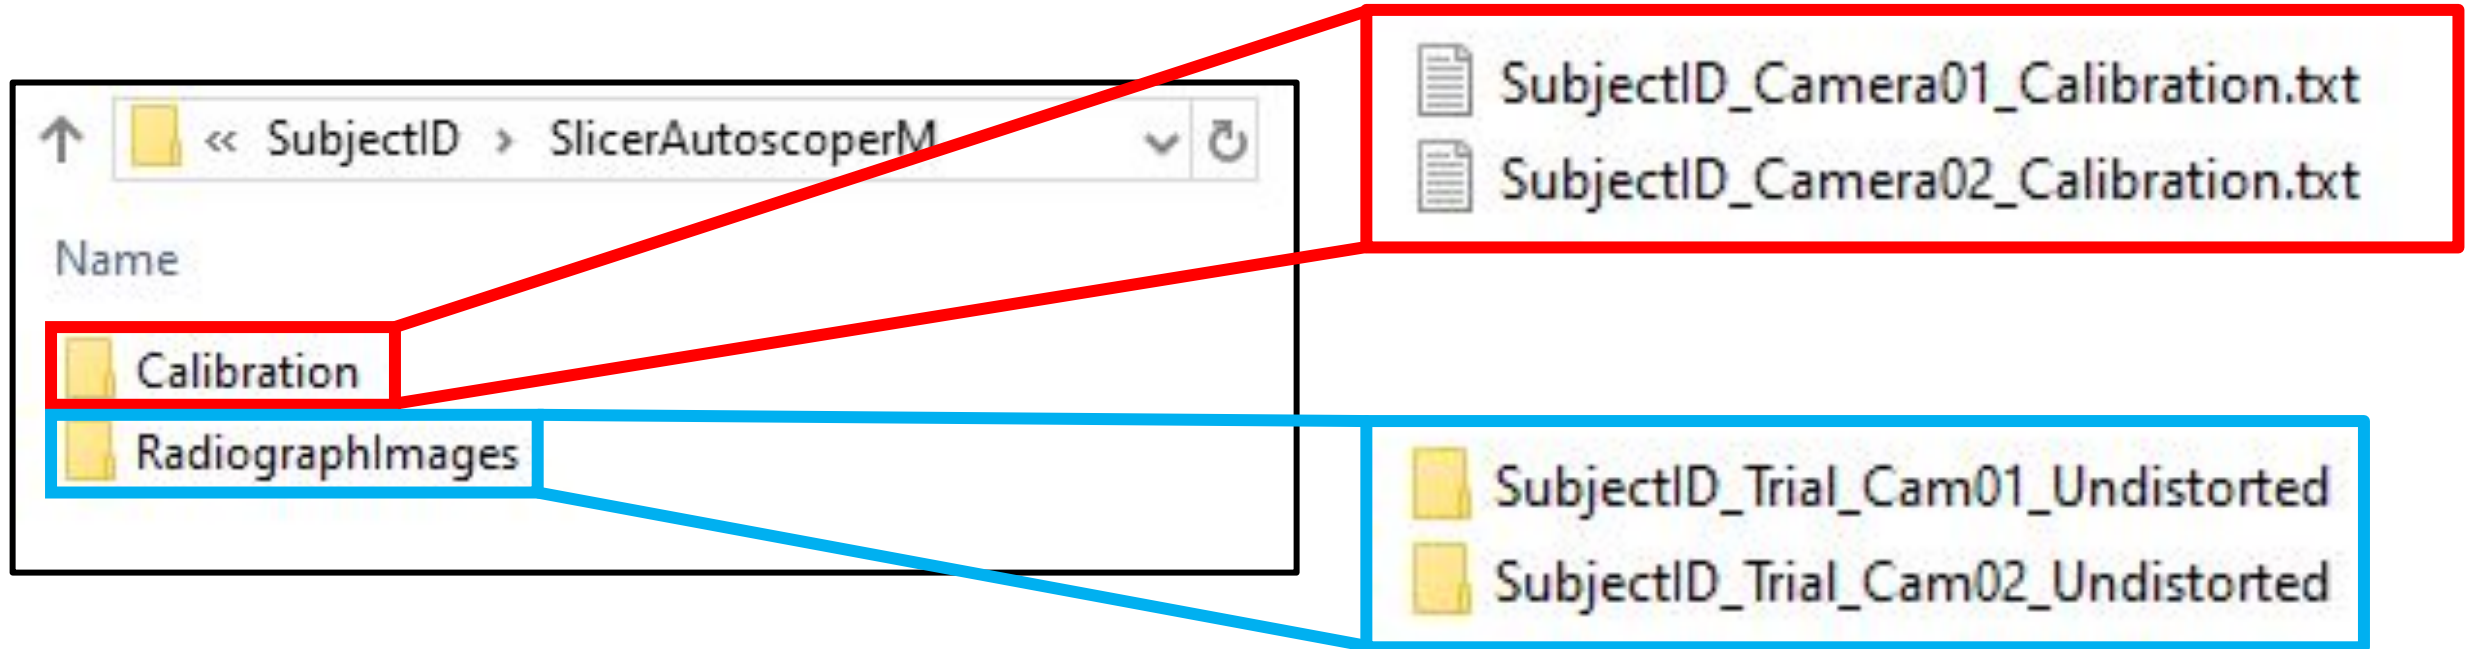 « SubjectID > SlicerAutoscoperM
Name
Calibration
RadiographImages
SubjectID_Camera01_Calibration.txt
SubjectID_Camera02_Calibration.txt
SubjectID_Trial_Cam01_Undistorted
SubjectID_Trial_Cam02_Undistorted